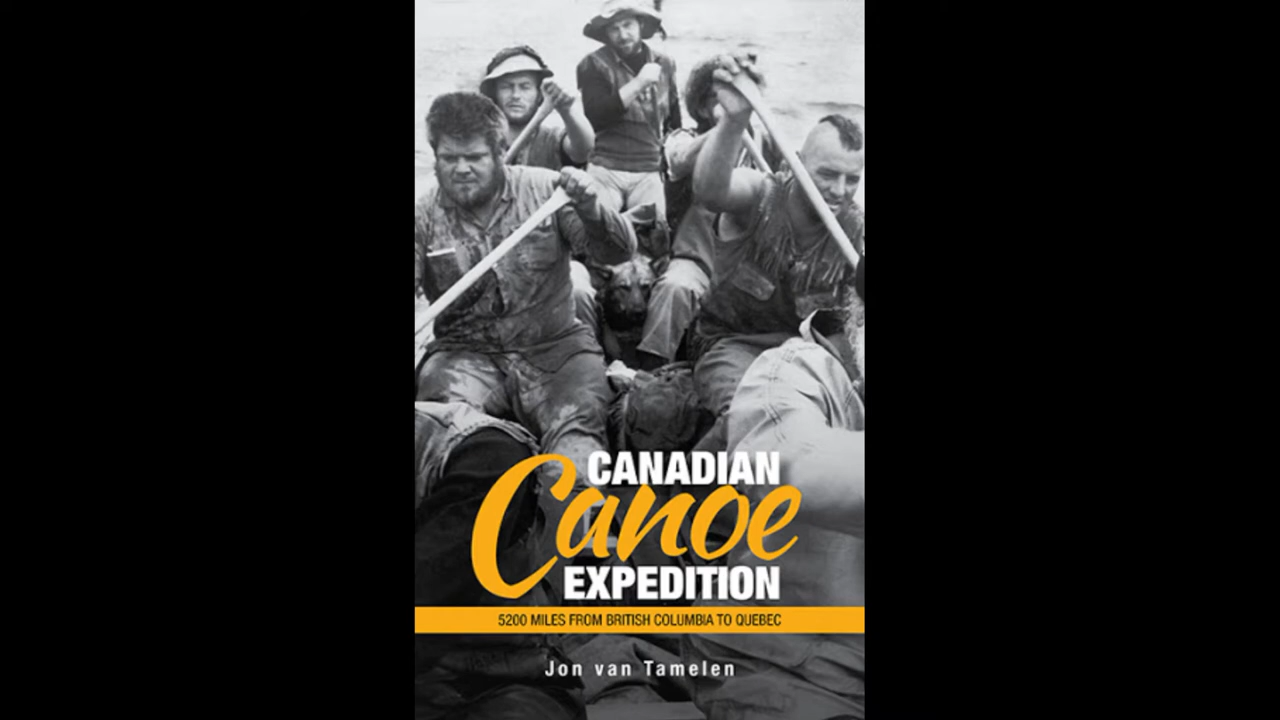 CANADIAN
Canoe
EXPEDITION
5200 MILES FROM BRITISH COLUMBIA TO QUEBEC
Jon van Tamelen